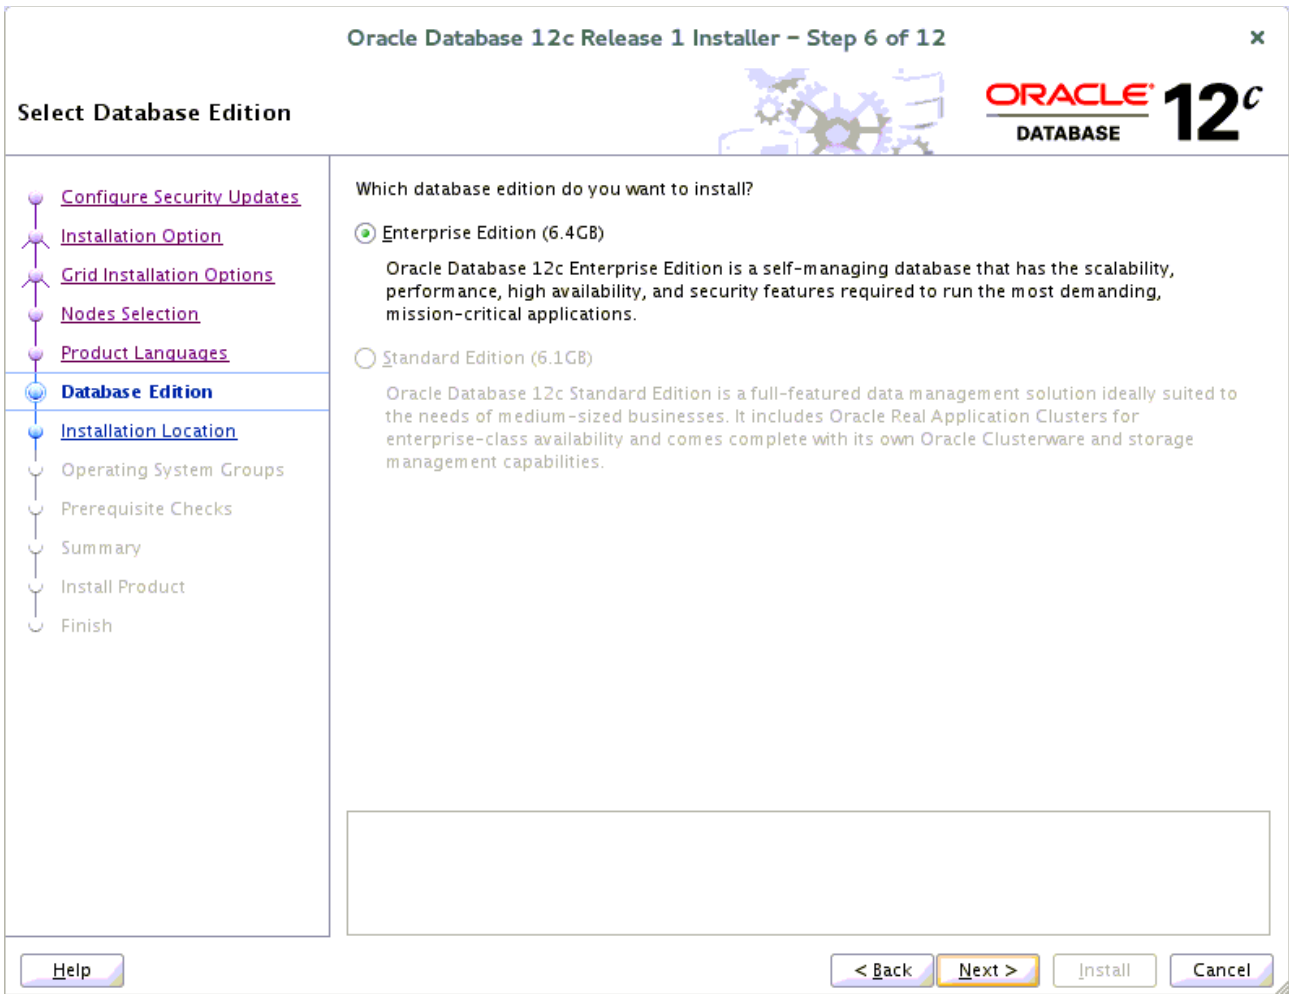 Oracle Database 12c Release 1 Installer – Step 6 of 12
Select Database Edition
ORACLE
DATABASE
12c
Configure Security Updates
Installation Option
Grid Installation Options
Nodes Selection
Product Languages
Database Edition
Installation Location
Operating System Groups
Prerequisite Checks
Summary
Install Product
Finish
Which database edition do you want to install?
Enterprise Edition (6.4GB)
Oracle Database 12c Enterprise Edition is a self-managing database that has the scalability,
performance, high availability, and security features required to run the most demanding,
mission-critical applications.
Standard Edition (6.1GB)
Oracle Database 12c Standard Edition is a full-featured data management solution ideally suited to
the needs of medium-sized businesses. It includes Oracle Real Application Clusters for
enterprise-class availability and comes complete with its own Oracle Clusterware and storage
management capabilities.
Help
< Back
Next >
Install
Cancel